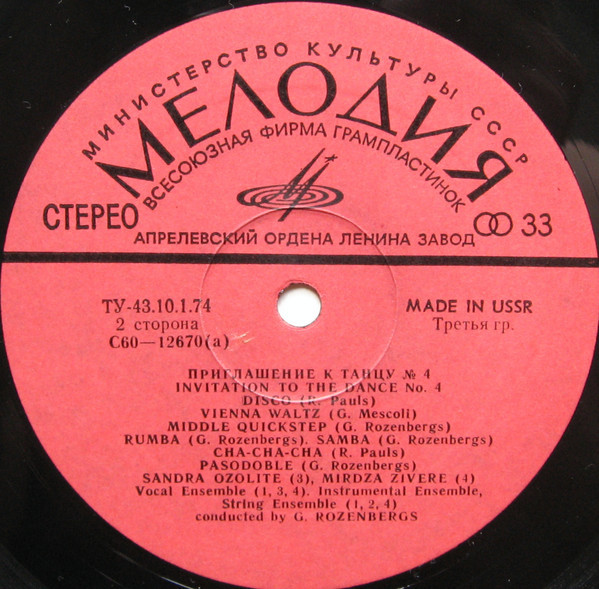 МИНИСТЕРСТВО КУЛЬТУРЫ СССР
МЕЛОДИЯ
ВСЕСОЮЗНАЯ ФИРМА ГРАМПЛАСТИНОК
СТЕРЕО
33
АПРЕЛЕВСКИЙ ОРДЕНА ЛЕНИНА ЗАВОД
ТУ-43.10.1.74
MADE IN USSR
2 сторона
Третья гр.
С60—12670(а)
ПРИГЛАШЕНИЕ К ТАНЦУ № 4
INVITATION TO THE DANCE No. 4
DISCO (R. Pauls)
VIENNA WALTZ (G. Mescoli)
MIDDLE QUICKSTEP (G. Rozenbergs)
RUMBA (G. Rozenbergs). SAMBA (G. Rozenbergs)
CHA-CHA-CHA (R. Pauls)
PASODOBLE (G. Rozenbergs)
SANDRA OZOLITE (3), MIRDZA ZIVERE (4)
Vocal Ensemble (1, 3, 4). Instrumental Ensemble,
String Ensemble (1, 2, 4)
conducted by G. ROZENBERGS